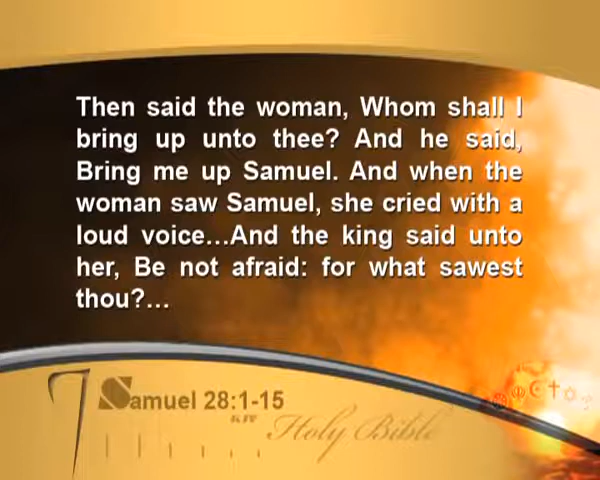 Then said the woman, Whom shall I
bring up unto thee? And he said,
Bring me up Samuel. And when the
woman saw Samuel, she cried with a
loud voice…And the king said unto
her, Be not afraid: for what sawest
thou?…
1 Samuel 28:1-15
KJV
Holy Bible